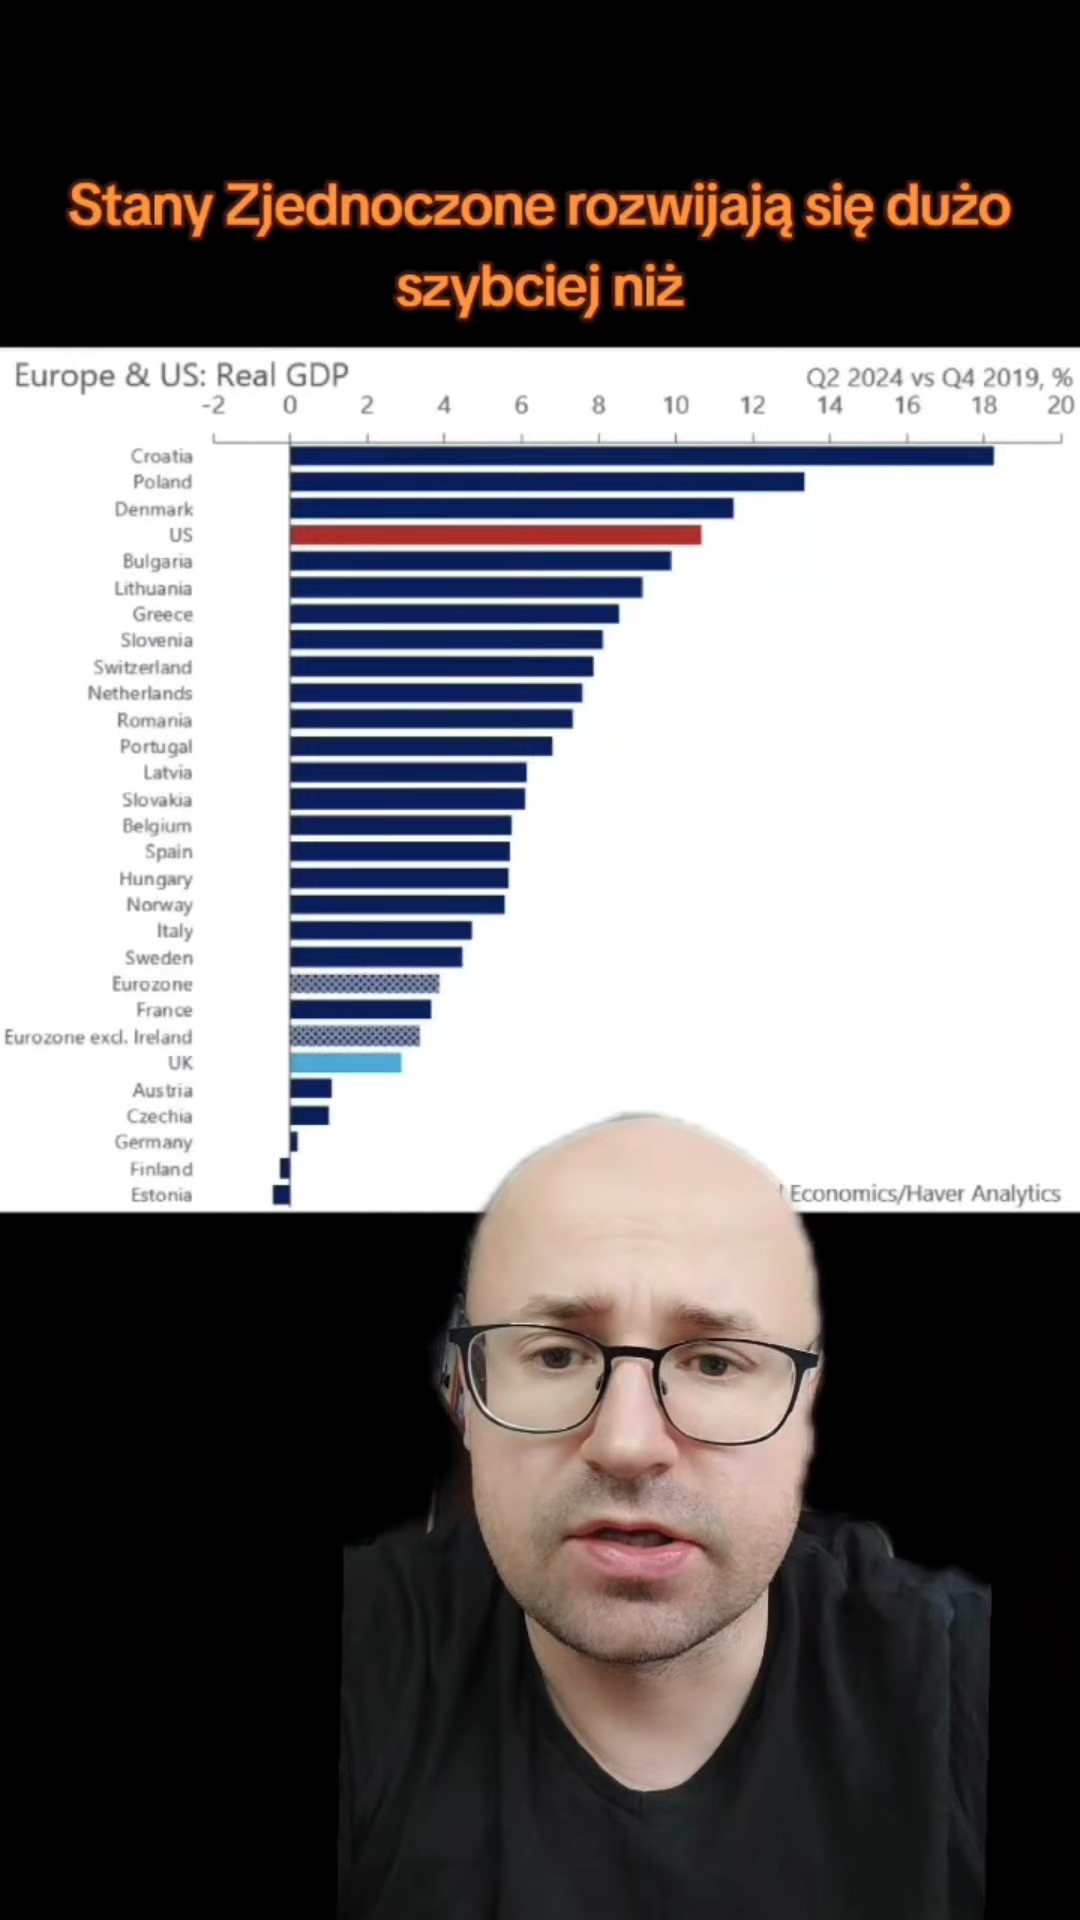 Stany Zjednoczone rozwijają się dużo
szybciej niż
Europe & US: Real GDP
Q2 2024 vs Q4 2019, %
-2 0 2 4 6 8 10 12 14 16 18 20
Croatia
Poland
Denmark
US
Bulgaria
Lithuania
Greece
Slovenia
Switzerland
Netherlands
Romania
Portugal
Latvia
Slovakia
Belgium
Spain
Hungary
Norway
Italy
Sweden
Eurozone
France
Eurozone excl. Ireland
UK
Austria
Czechia
Germany
Finland
Estonia
Economics/Haver Analytics